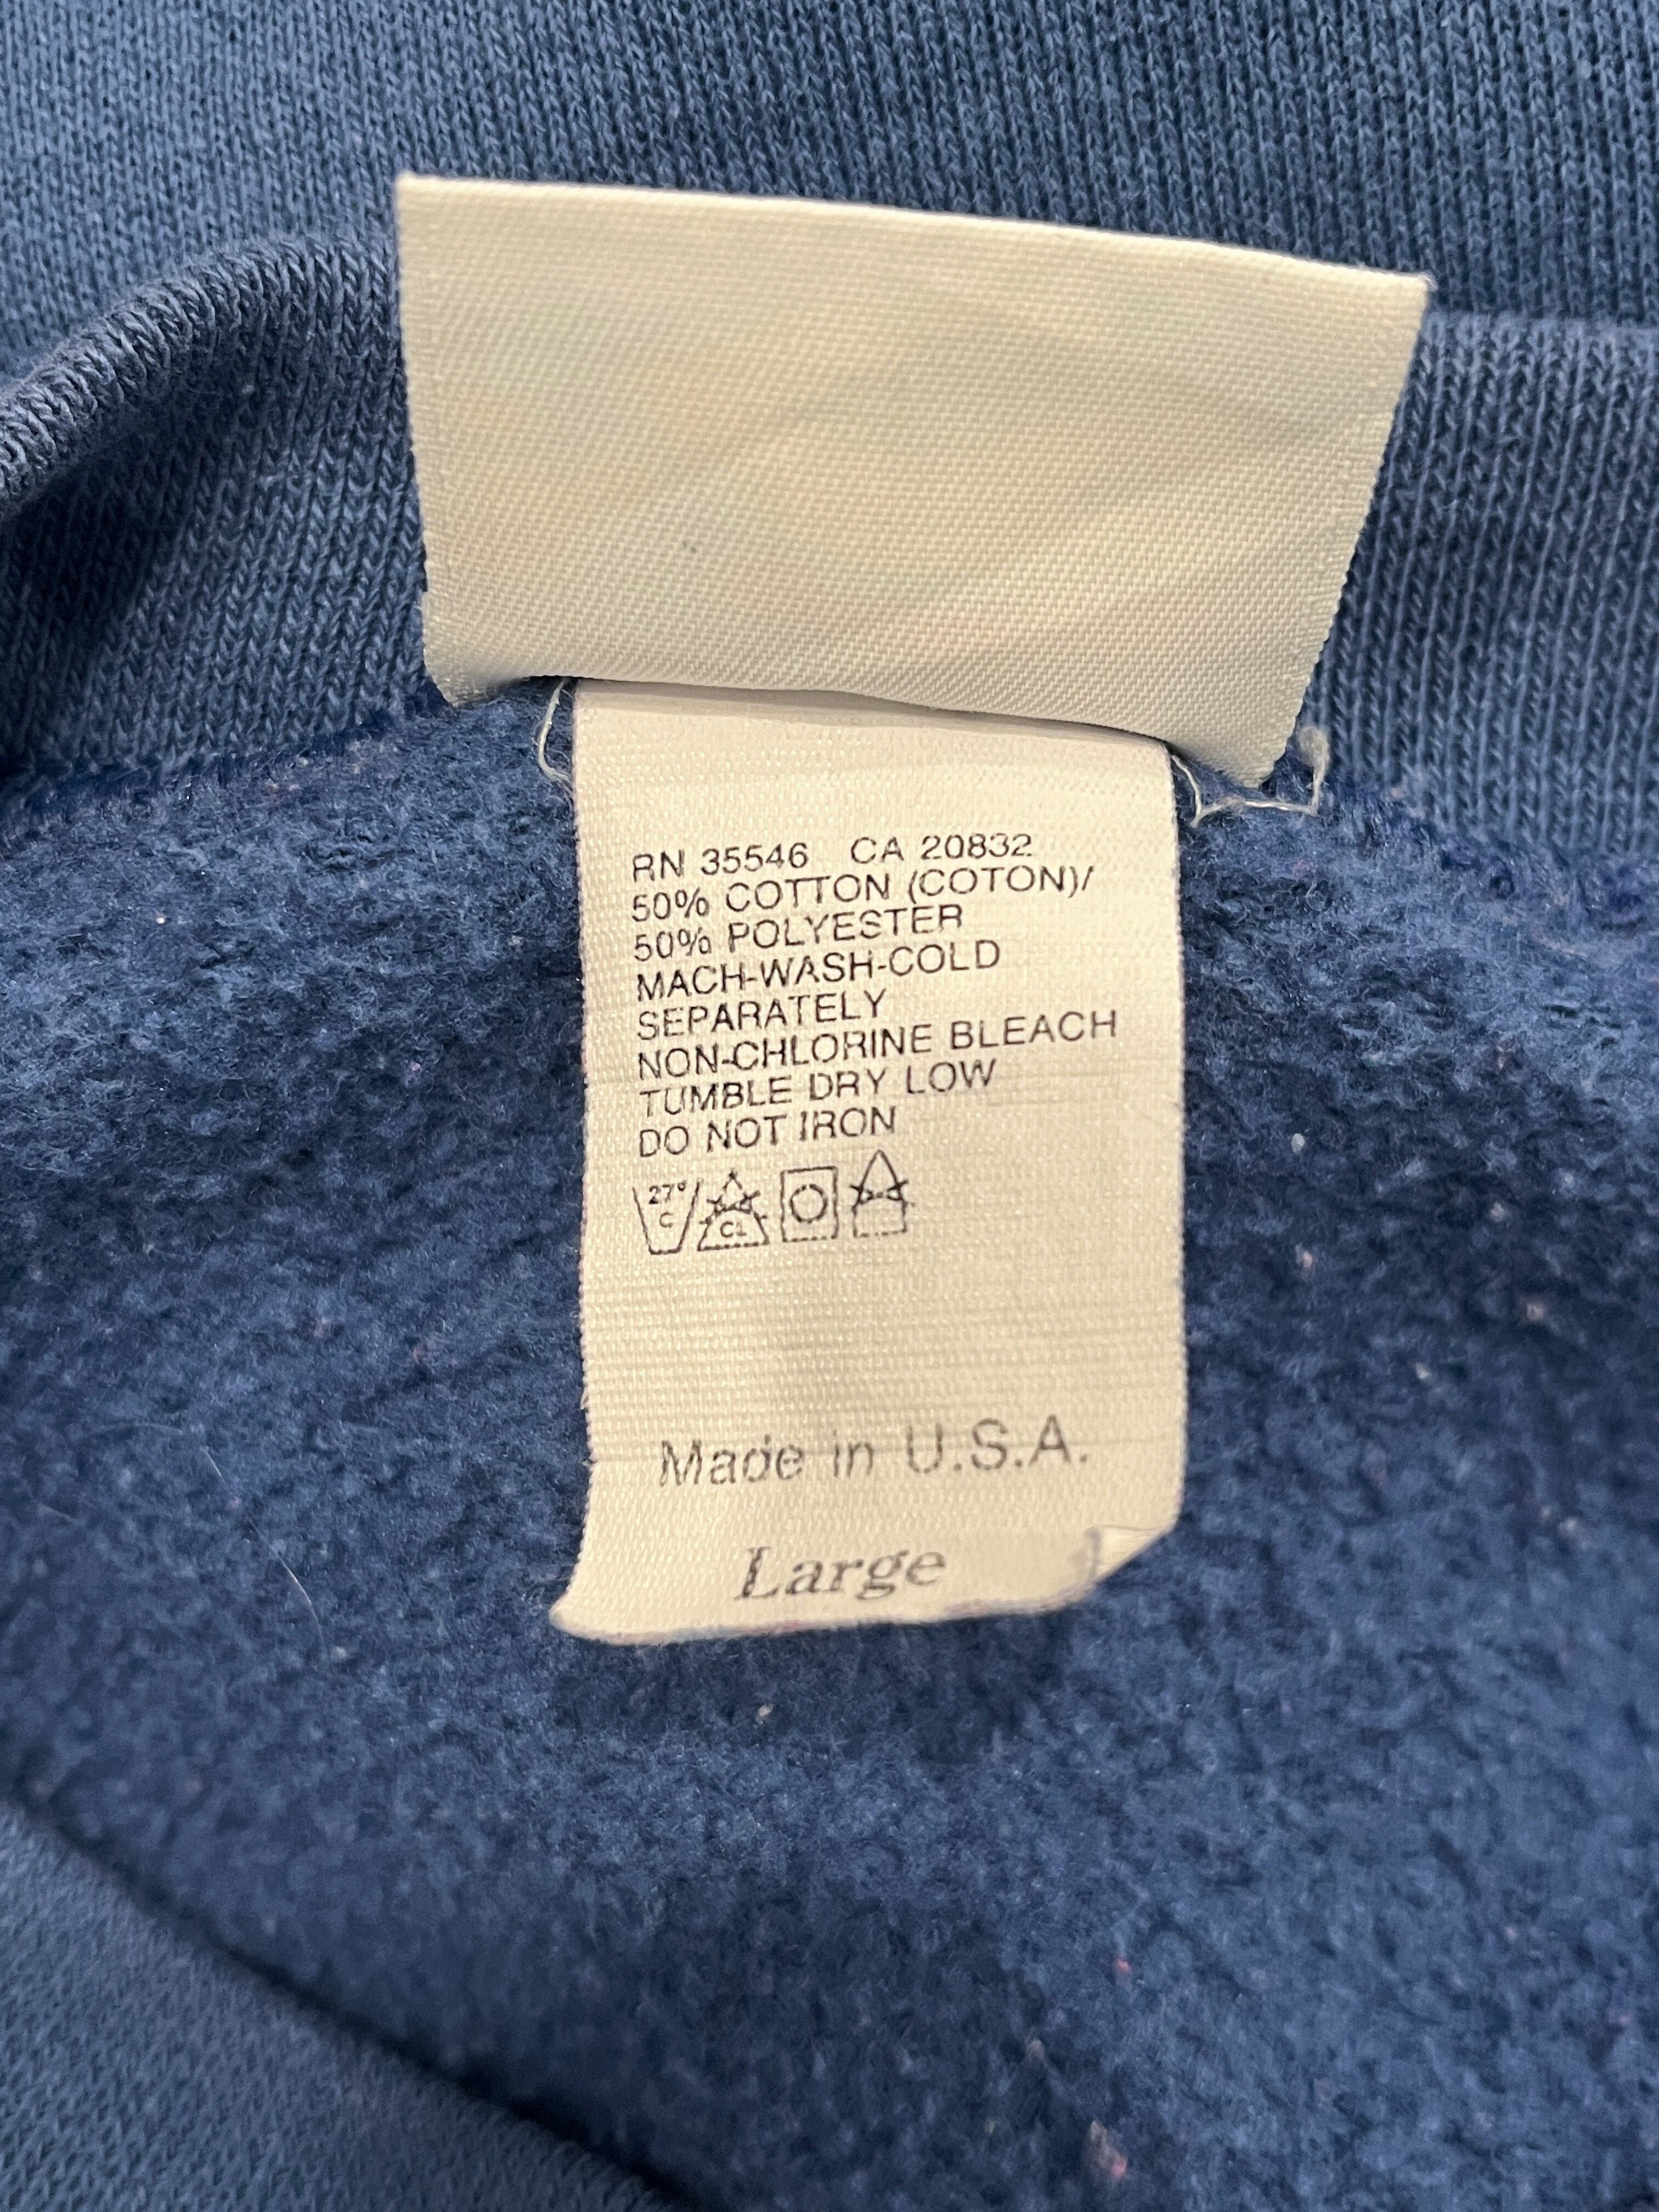 RN 35546 CA 20832
50% COTTON (COTON)/
50% POLYESTER
MACH-WASH-COLD
SEPARATELY
NON-CHLORINE BLEACH
TUMBLE DRY LOW
DO NOT IRON
27° C CL
Made in U.S.A.
Large